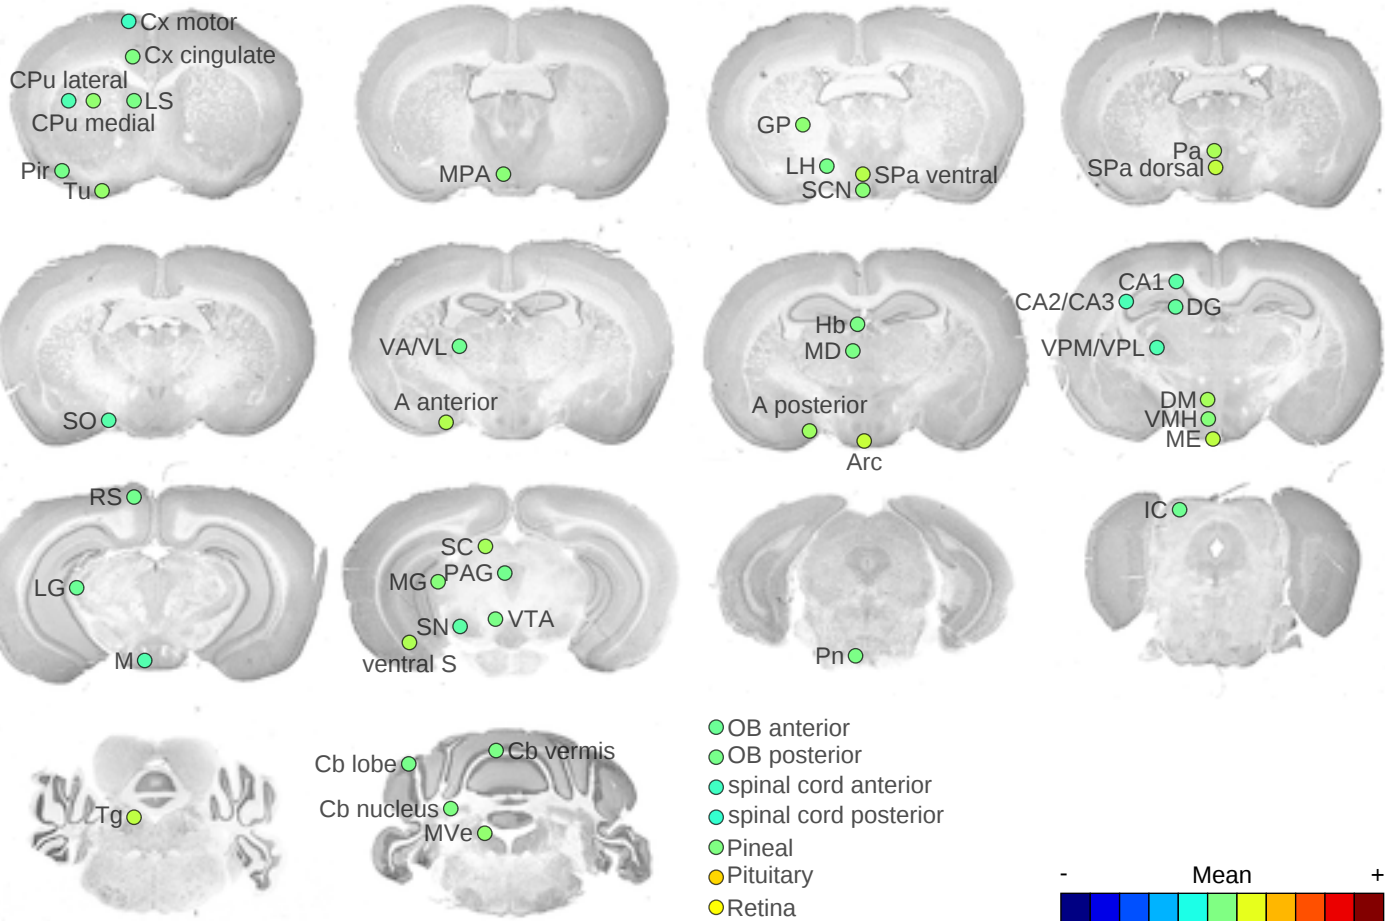 Cx motor
Cx cingulate
CPu lateral
LS
CPu medial
Pir
Tu
MPA
GP
LH
SPa ventral
SCN
Pa
SPa dorsal
SO
VA/VL
A anterior
Hb
MD
A posterior
Arc
CA1
CA2/CA3
DG
VPM/VPL
DM
VMH
ME
RS
LG
M
SC
PAG
MG
VTA
SN
ventral S
Pn
IC
Tg
Cb vermis
Cb lobe
Cb nucleus
MVe
OB anterior
OB posterior
spinal cord anterior
spinal cord posterior
Pineal
Pituitary
Retina
- Mean +